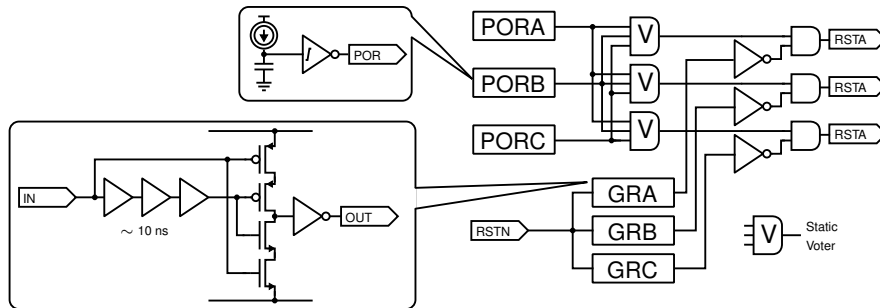 PORA
V
RSTA
POR
PORB
V
RSTA
PORC
V
RSTA
IN
∼ 10 ns
OUT
GRA
RSTN
GRB
GRC
V
Static
Voter